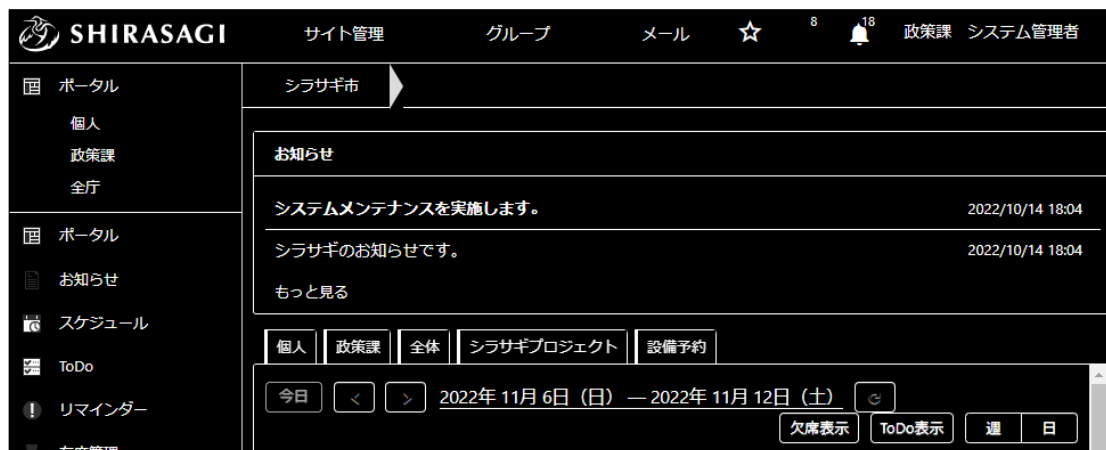 SHIRASAGI サイト管理 グループ メール 8 18 政策課 システム管理者
ポータル
個人
政策課
全庁
ポータル
お知らせ
スケジュール
ToDo
リマインダー
シラサギ市
お知らせ
システムメンテナンスを実施します。 2022/10/14 18:04
シラサギのお知らせです。 2022/10/14 18:04
もっと見る
個人 政策課 全体 シラサギプロジェクト 設備予約
今日 < > 2022年 11月 6日（日） — 2022年 11月 12日（土）
欠席表示 ToDo表示 週 日